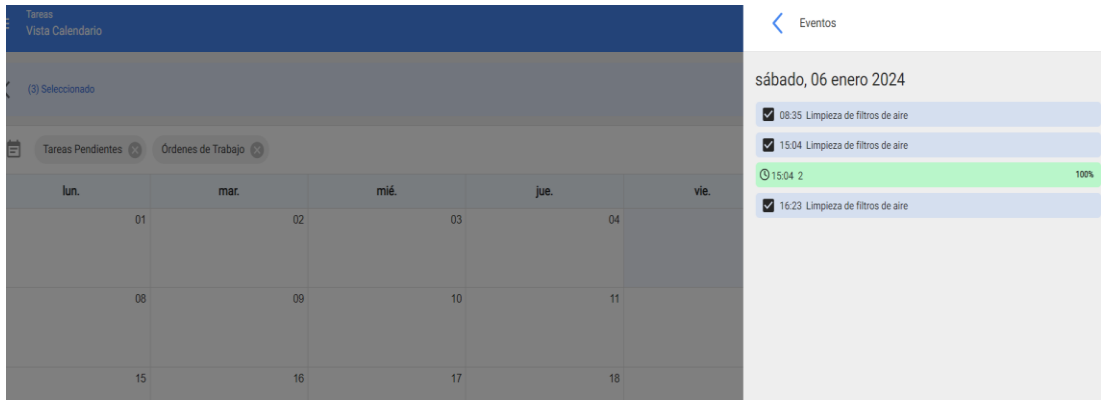 Tareas
Vista Calendario
(3) Seleccionado
Tareas Pendientes
Órdenes de Trabajo
lun. mar. mié. jue. vie.
01 02 03 04
08 09 10 11
15 16 17 18
Eventos
sábado, 06 enero 2024
08:35 Limpieza de filtros de aire
15:04 Limpieza de filtros de aire
15:04 2 100%
16:23 Limpieza de filtros de aire